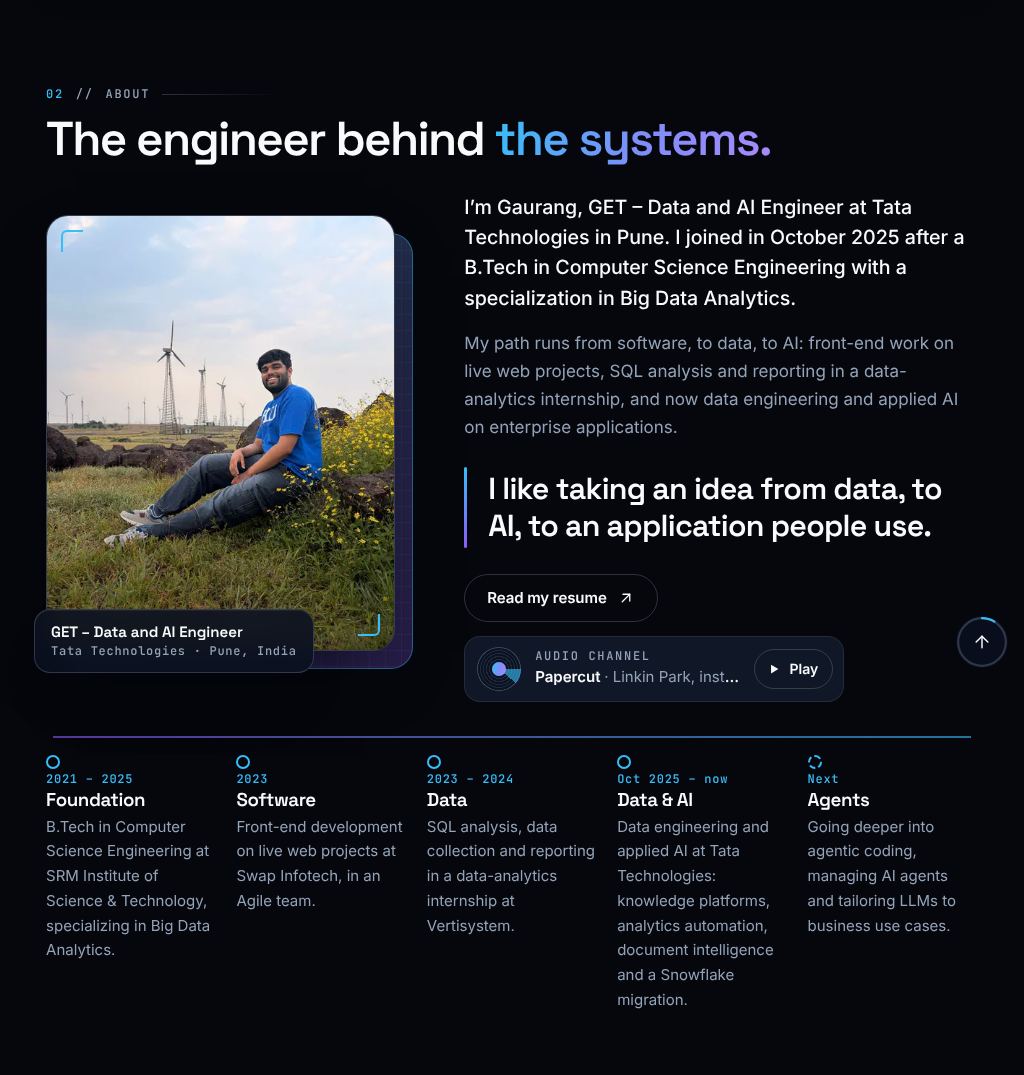 02 // ABOUT
The engineer behind the systems.
I’m Gaurang, GET – Data and AI Engineer at Tata
Technologies in Pune. I joined in October 2025 after a
B.Tech in Computer Science Engineering with a
specialization in Big Data Analytics.
My path runs from software, to data, to AI: front-end work on
live web projects, SQL analysis and reporting in a data-
analytics internship, and now data engineering and applied AI
on enterprise applications.
I like taking an idea from data, to
AI, to an application people use.
Read my resume
GET – Data and AI Engineer
Tata Technologies · Pune, India
AUDIO CHANNEL
Papercut · Linkin Park, inst...
Play
2021 – 2025
Foundation
B.Tech in Computer
Science Engineering at
SRM Institute of
Science & Technology,
specializing in Big Data
Analytics.
2023
Software
Front-end development
on live web projects at
Swap Infotech, in an
Agile team.
2023 – 2024
Data
SQL analysis, data
collection and reporting
in a data-analytics
internship at
Vertisystem.
Oct 2025 – now
Data & AI
Data engineering and
applied AI at Tata
Technologies:
knowledge platforms,
analytics automation,
document intelligence
and a Snowflake
migration.
Next
Agents
Going deeper into
agentic coding,
managing AI agents
and tailoring LLMs to
business use cases.